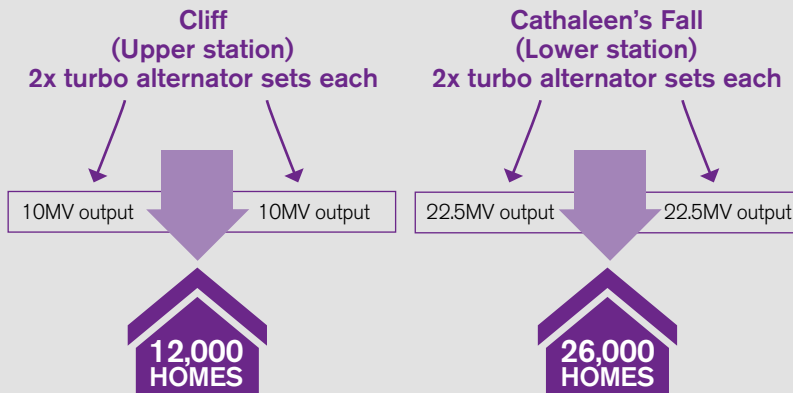 Cliff
(Upper station)
2x turbo alternator sets each
10MV output
10MV output
12,000
HOMES
Cathaleen's Fall
(Lower station)
2x turbo alternator sets each
22.5MV output
22.5MV output
26,000
HOMES